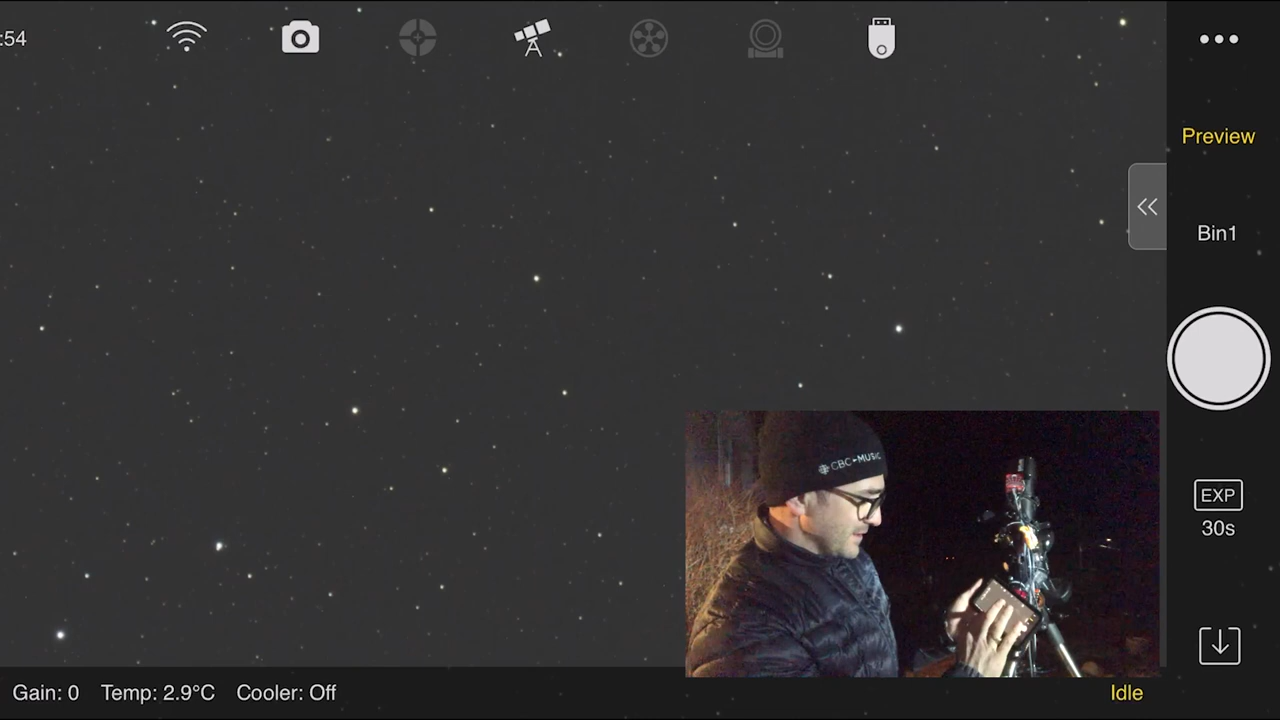 :54
Preview
Bin1
EXP
30s
CBC MUSIC
Gain: 0 Temp: 2.9°C Cooler: Off
Idle